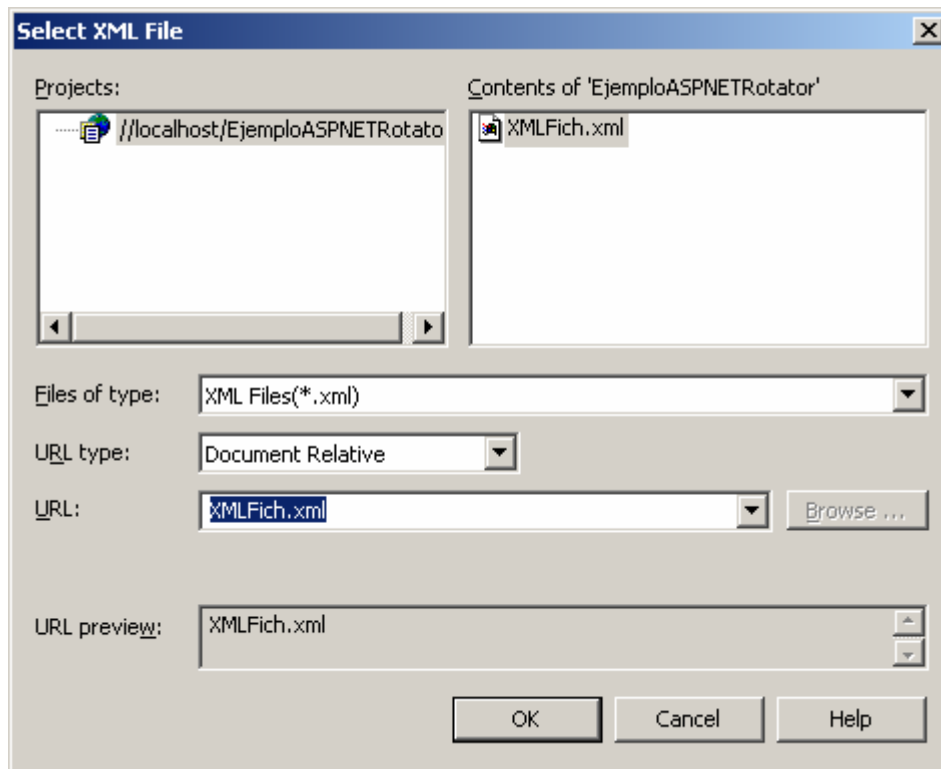 Select XML File
Projects:
Contents of 'EjemploASPNETRotator'
//localhost/EjemploASPNETRotato
XMLFich.xml
Files of type:
XML Files(*.xml)
URL type:
Document Relative
URL:
XMLFich.xml
Browse ...
URL preview:
XMLFich.xml
OK
Cancel
Help